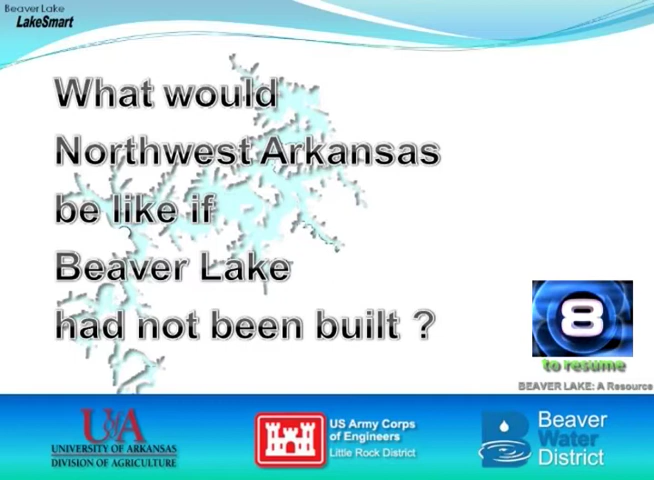 Beaver Lake
LakeSmart
What would
Northwest Arkansas
be like if
Beaver Lake
had not been built ?
8
to resume
BEAVER LAKE: A Resource
UofA
UNIVERSITY OF ARKANSAS
DIVISION OF AGRICULTURE
US Army Corps
of Engineers
Little Rock District
Beaver
Water
District